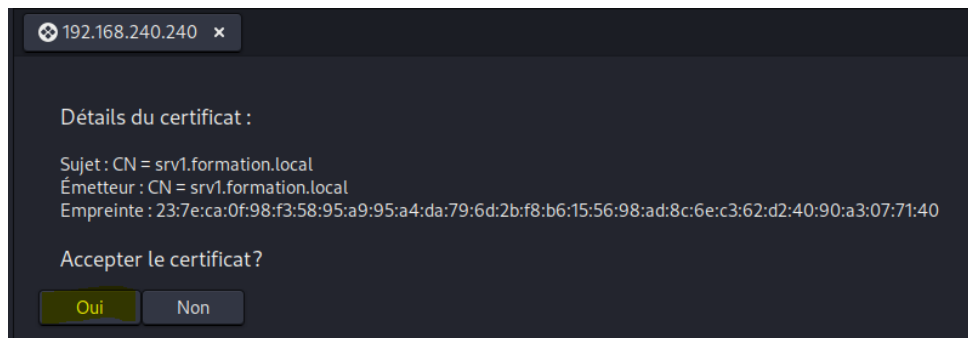 192.168.240.240 ×
Détails du certificat :
Sujet : CN = srv1.formation.local
Émetteur : CN = srv1.formation.local
Empreinte : 23:7e:ca:0f:98:f3:58:95:a9:95:a4:da:79:6d:2b:f8:b6:15:56:98:ad:8c:6e:c3:62:d2:40:90:a3:07:71:40
Accepter le certificat?
Oui Non